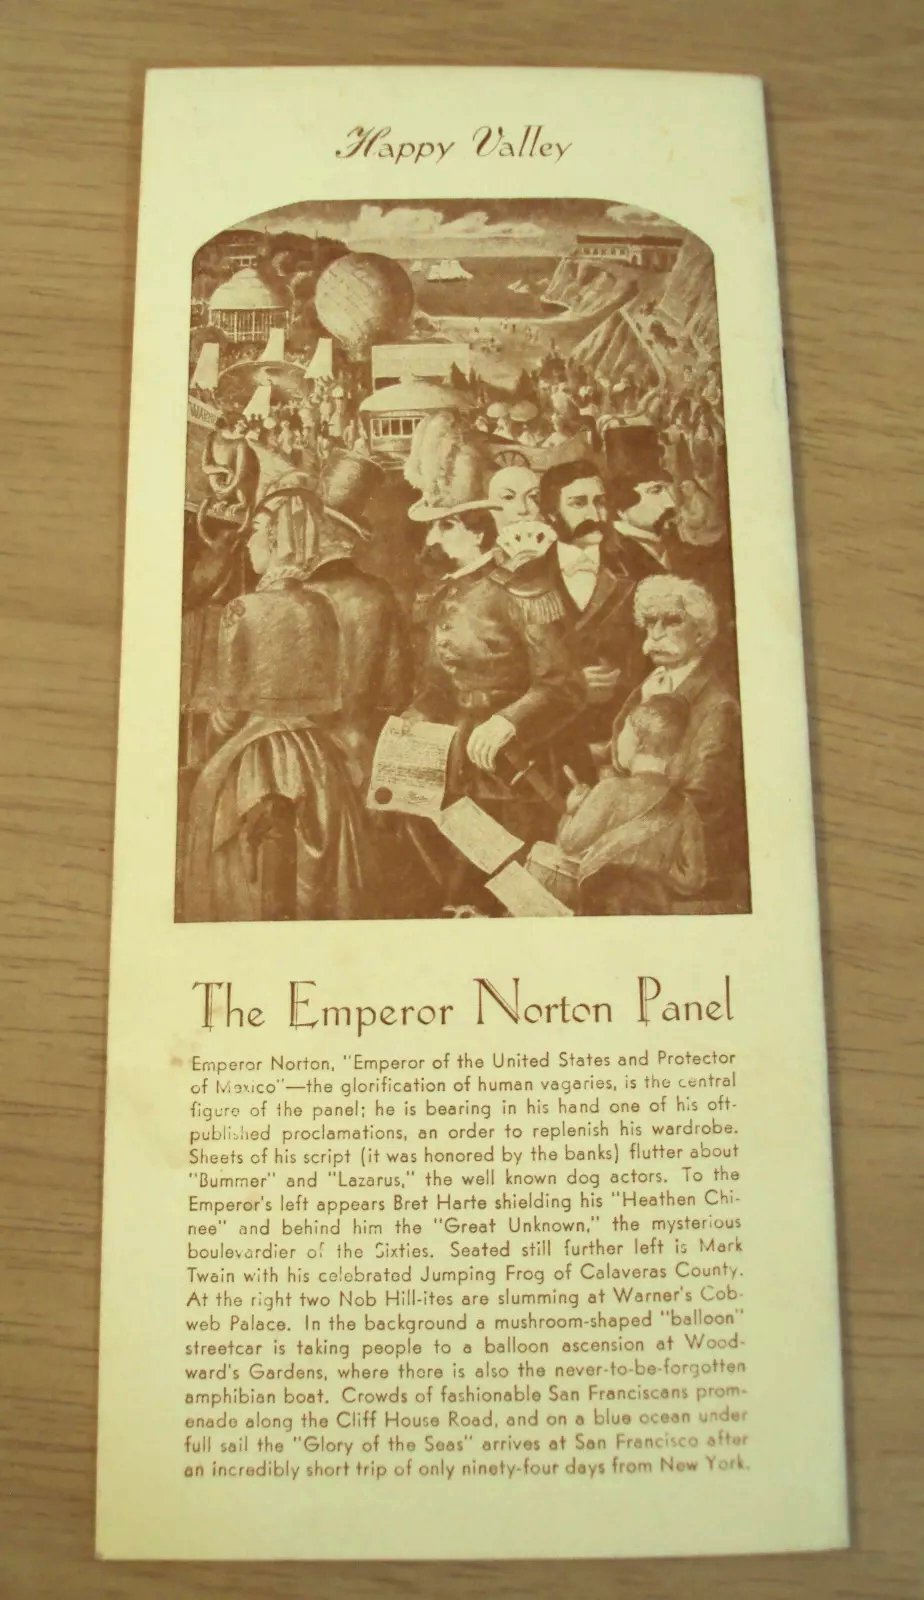 Happy Valley
WARN
The Emperor Norton Panel
Emperor Norton, "Emperor of the United States and Protector
of Mexico"—the glorification of human vagaries, is the central
figure of the panel; he is bearing in his hand one of his oft-
published proclamations, an order to replenish his wardrobe.
Sheets of his script (it was honored by the banks) flutter about
"Bummer" and "Lazarus," the well known dog actors. To the
Emperor's left appears Bret Harte shielding his "Heathen Chi-
nee" and behind him the "Great Unknown," the mysterious
boulevardier of the Sixties. Seated still further left is Mark
Twain with his celebrated Jumping Frog of Calaveras County.
At the right two Nob Hill-ites are slumming at Warner's Cob-
web Palace. In the background a mushroom-shaped "balloon"
streetcar is taking people to a balloon ascension at Wood-
ward's Gardens, where there is also the never-to-be-forgotten
amphibian boat. Crowds of fashionable San Franciscans prom-
enade along the Cliff House Road, and on a blue ocean under
full sail the "Glory of the Seas" arrives at San Francisco after
an incredibly short trip of only ninety-four days from New York.